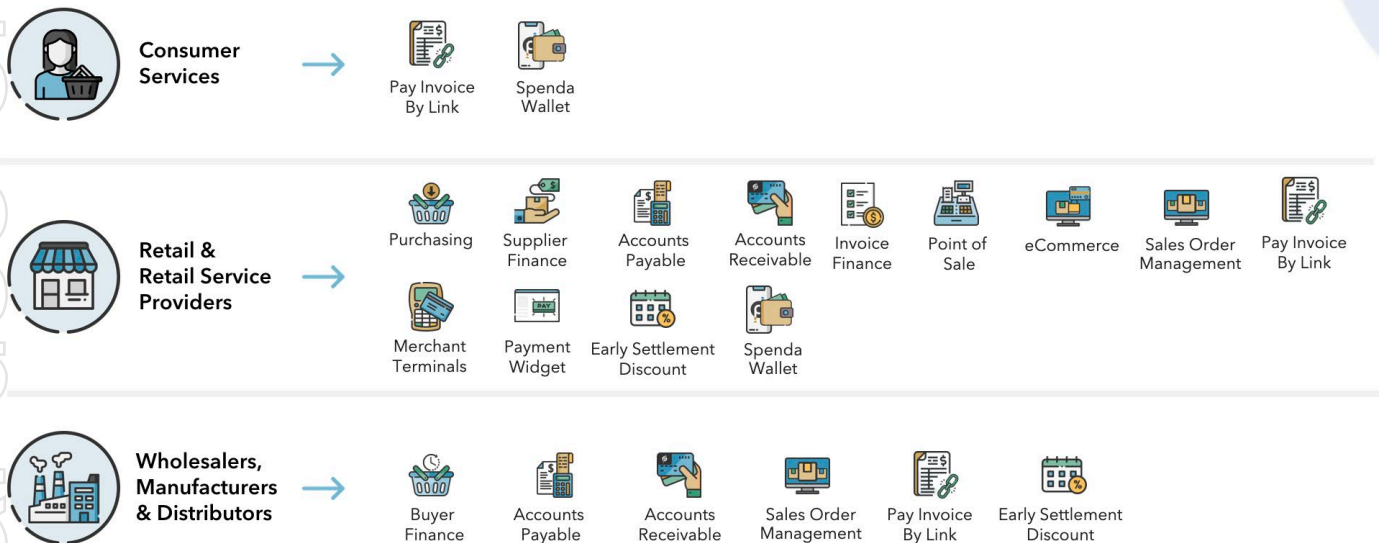 Consumer
Services
Pay Invoice
By Link
Spenda
Wallet
Retail &
Retail Service
Providers
Purchasing
Supplier
Finance
Accounts
Payable
Accounts
Receivable
Invoice
Finance
Point of
Sale
eCommerce
Sales Order
Management
Pay Invoice
By Link
Merchant
Terminals
PAY
Payment
Widget
Early Settlement
Discount
Spenda
Wallet
Wholesalers,
Manufacturers
& Distributors
Buyer
Finance
Accounts
Payable
Accounts
Receivable
Sales Order
Management
Pay Invoice
By Link
Early Settlement
Discount